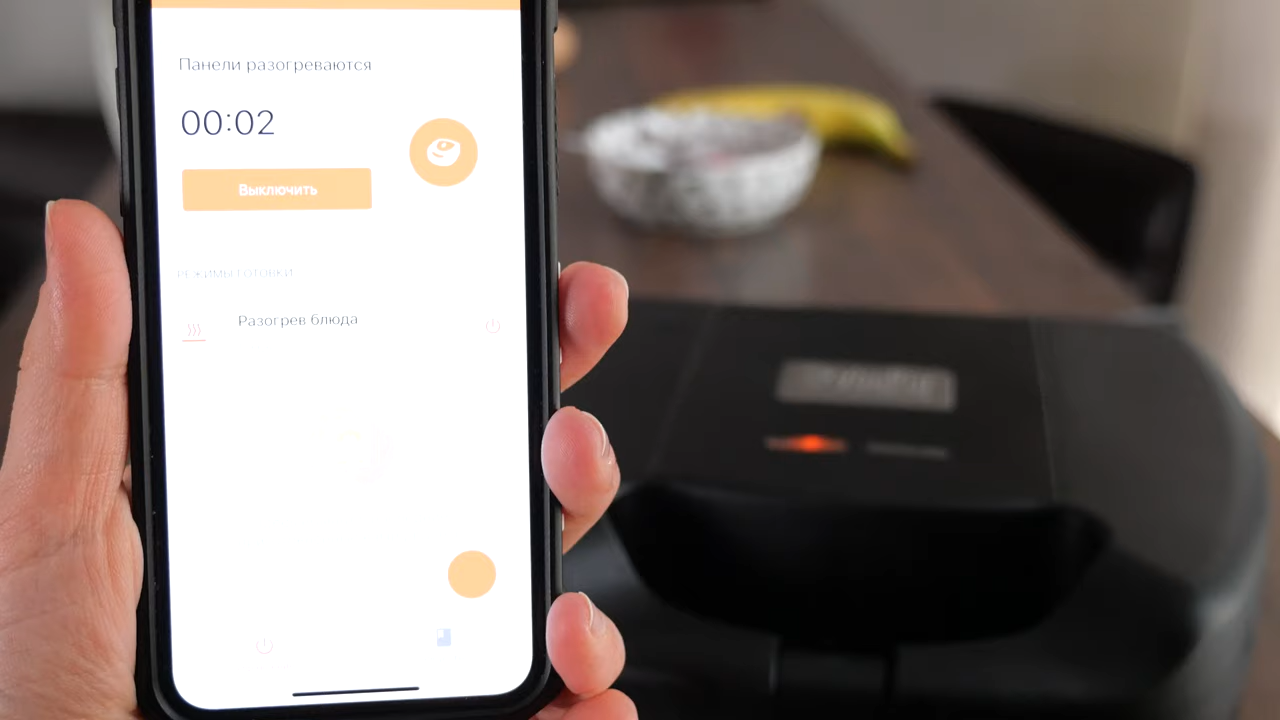 Панели разогреваются
00:02
Выключить
РЕЖИМЫ ГОТОВКИ
Разогрев блюда